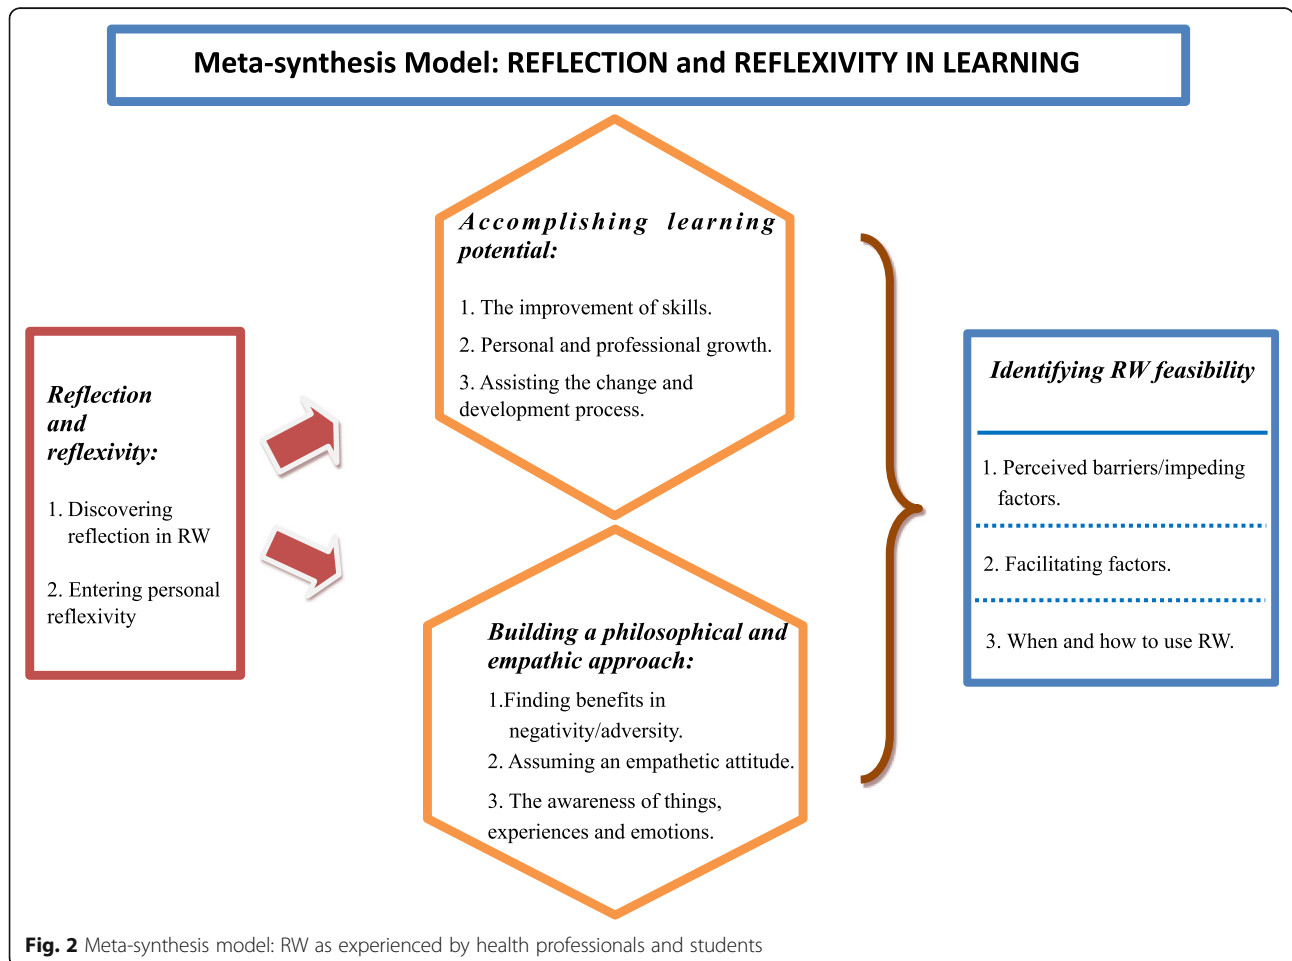 Meta-synthesis Model: REFLECTION and REFLEXIVITY IN LEARNING
Reflection
and
reflexivity:
1. Discovering
reflection in RW
2. Entering personal
reflexivity
Accomplishing learning
potential:
1. The improvement of skills.
2. Personal and professional growth.
3. Assisting the change and
development process.
Building a philosophical and
empathic approach:
1.Finding benefits in
negativity/adversity.
2. Assuming an empathetic attitude.
3. The awareness of things,
experiences and emotions.
Identifying RW feasibility
1. Perceived barriers/impeding
factors.
2. Facilitating factors.
3. When and how to use RW.
Fig. 2 Meta-synthesis model: RW as experienced by health professionals and students